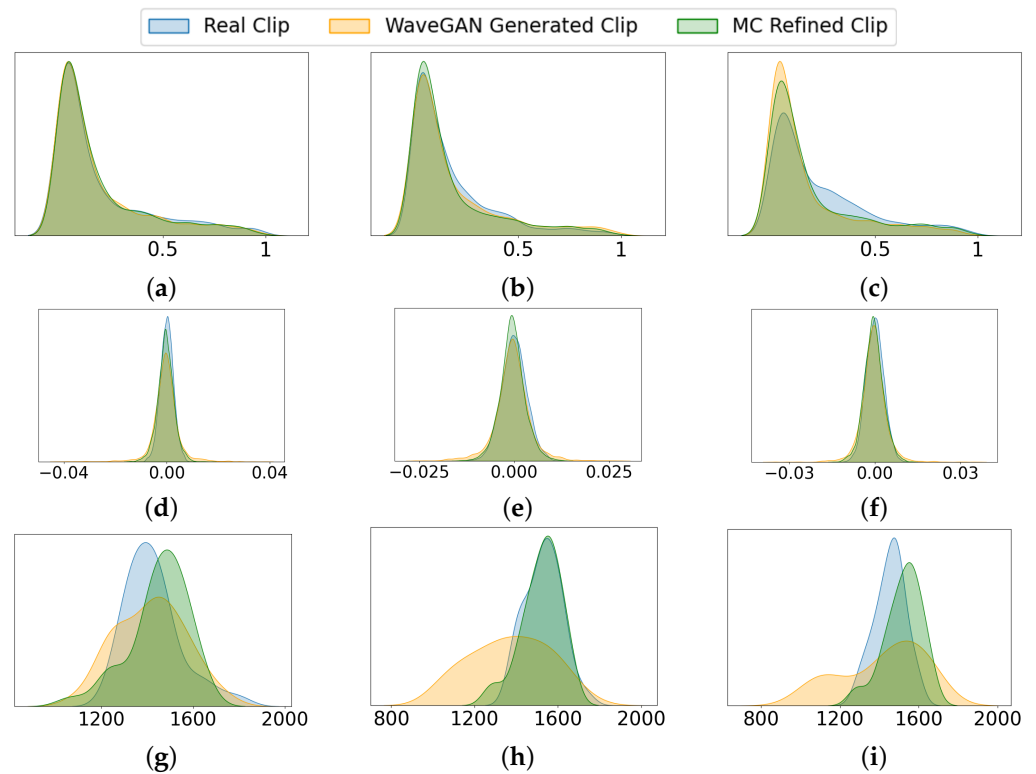 Real Clip WaveGAN Generated Clip MC Refined Clip
0.5 1 0.5 1 0.5 1
(a) (b) (c)
−0.04 0.00 0.04 −0.025 0.000 0.025 −0.03 0.00 0.03
(d) (e) (f)
1200 1600 2000 800 1200 1600 2000 800 1200 1600 2000
(g) (h) (i)